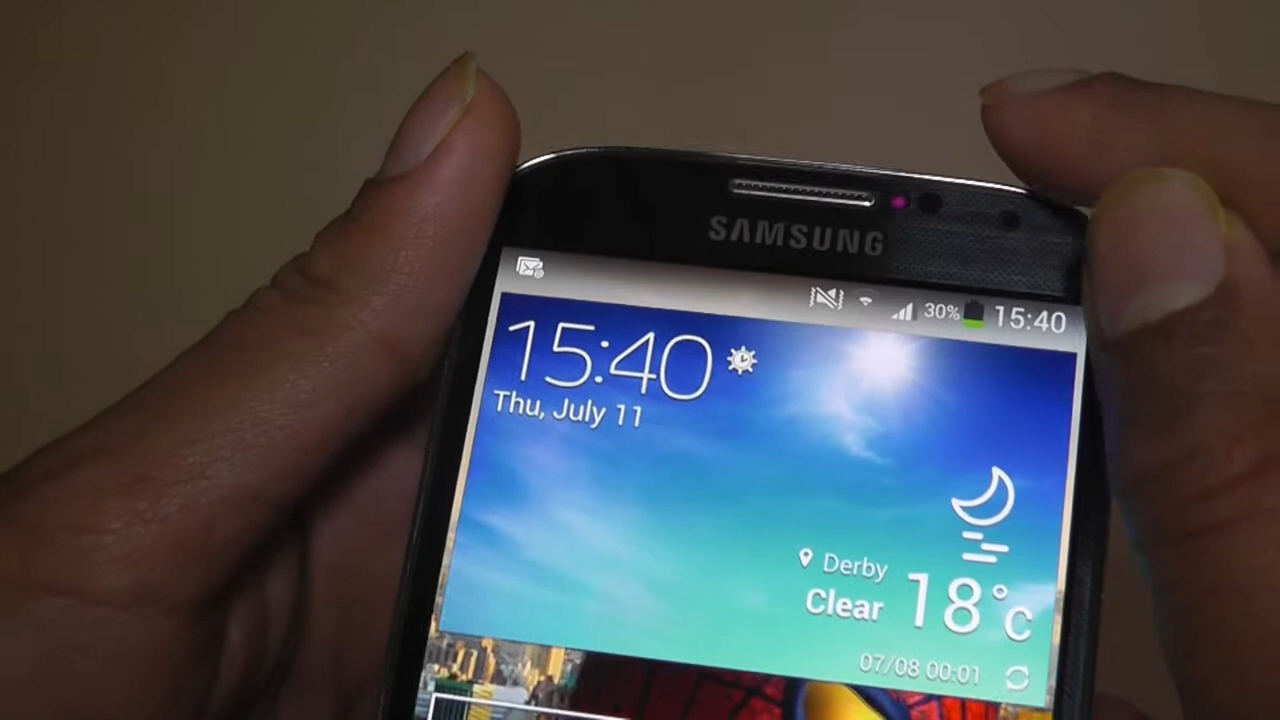 SAMSUNG
30% 15:40
15:40
Thu, July 11
Derby
Clear 18°C
07/08 00:01